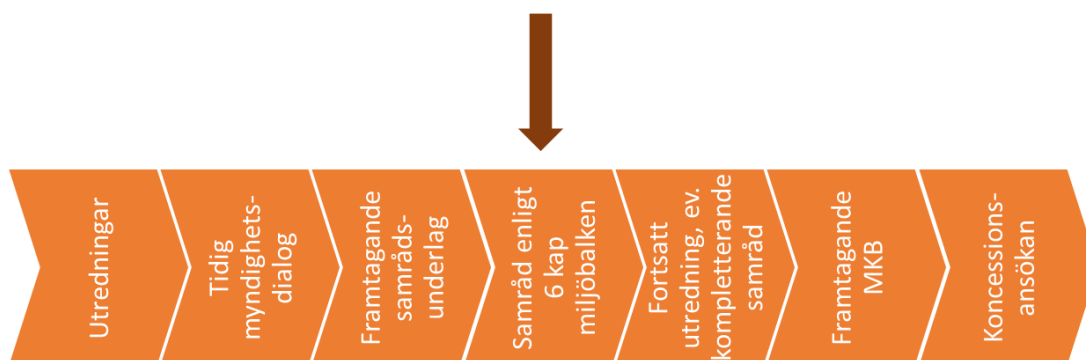 Utredningar
Tidig
myndighets-
dialog
Framtagande
samråds-
underlag
Samråd enligt
6 kap
miljöbalken
Fortsatt
utredning, ev.
kompletterande
samråd
Framtagande
MKB
Koncessions-
ansökan